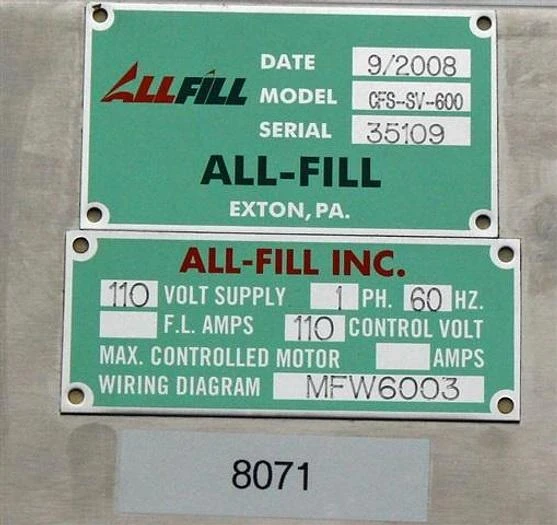 ALLFILL
DATE 9/2008
MODEL CFS-SV-600
SERIAL 35109
ALL-FILL
EXTON, PA.
ALL-FILL INC.
110 VOLT SUPPLY 1 PH. 60 HZ.
F.L. AMPS 110 CONTROL VOLT
MAX. CONTROLLED MOTOR AMPS
WIRING DIAGRAM MFW6003
8071